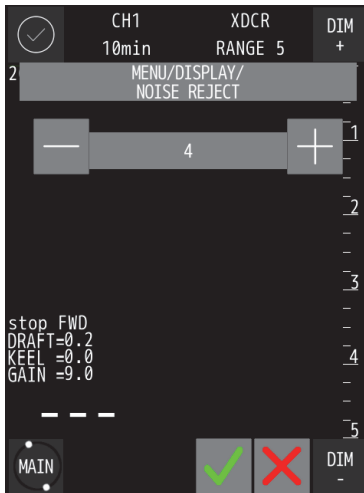 CH1 XDCR DIM
10min RANGE 5 +
2
MENU/DISPLAY/
NOISE REJECT
1
— 4 +
2
3
stop FWD
DRAFT=0.2
KEEL =0.0
GAIN =9.0
4
– – –
5
MAIN DIM
-